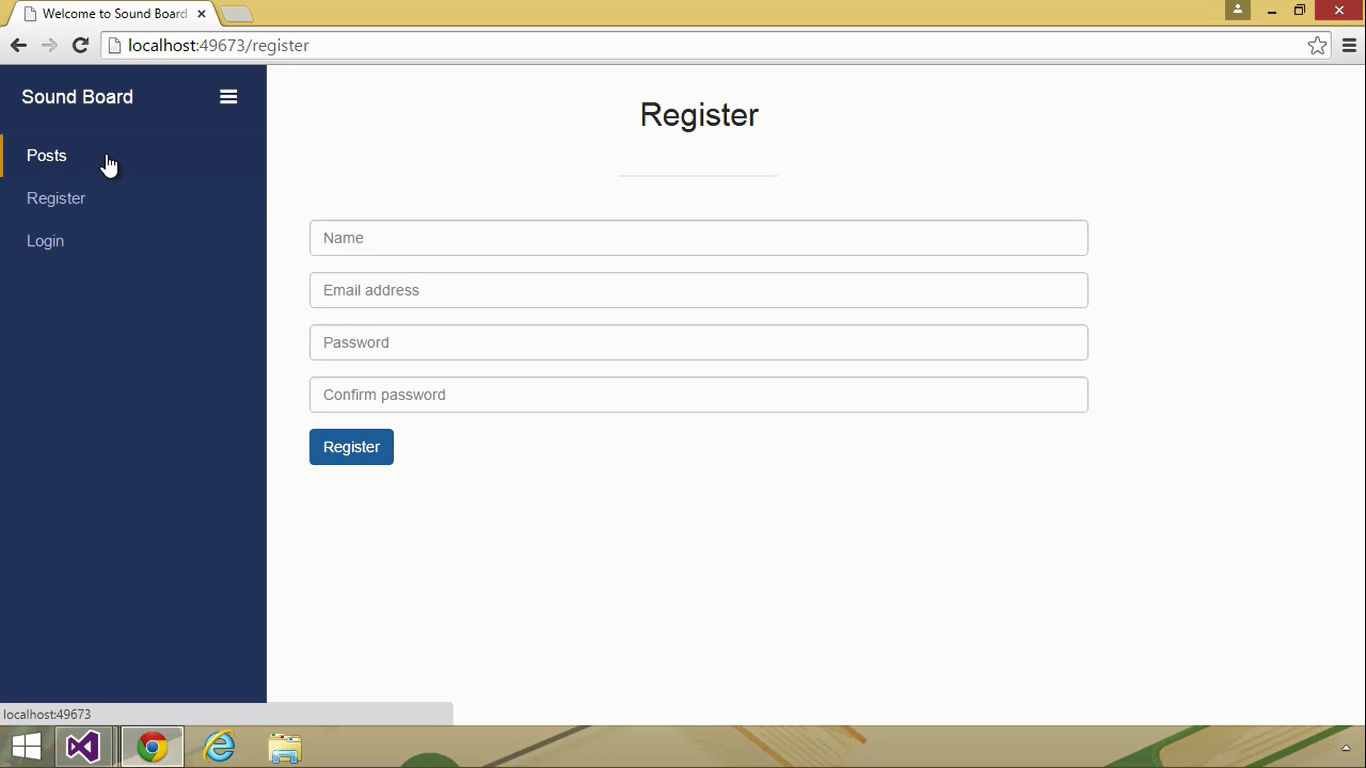 Welcome to Sound Board
localhost:49673/register
Sound Board
Posts
Register
Login
Register
Name
Email address
Password
Confirm password
Register
localhost:49673